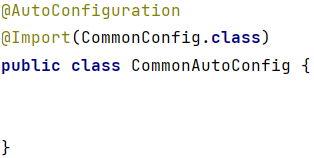 @AutoConfiguration
@Import(CommonConfig.class)
public class CommonAutoConfig {
}